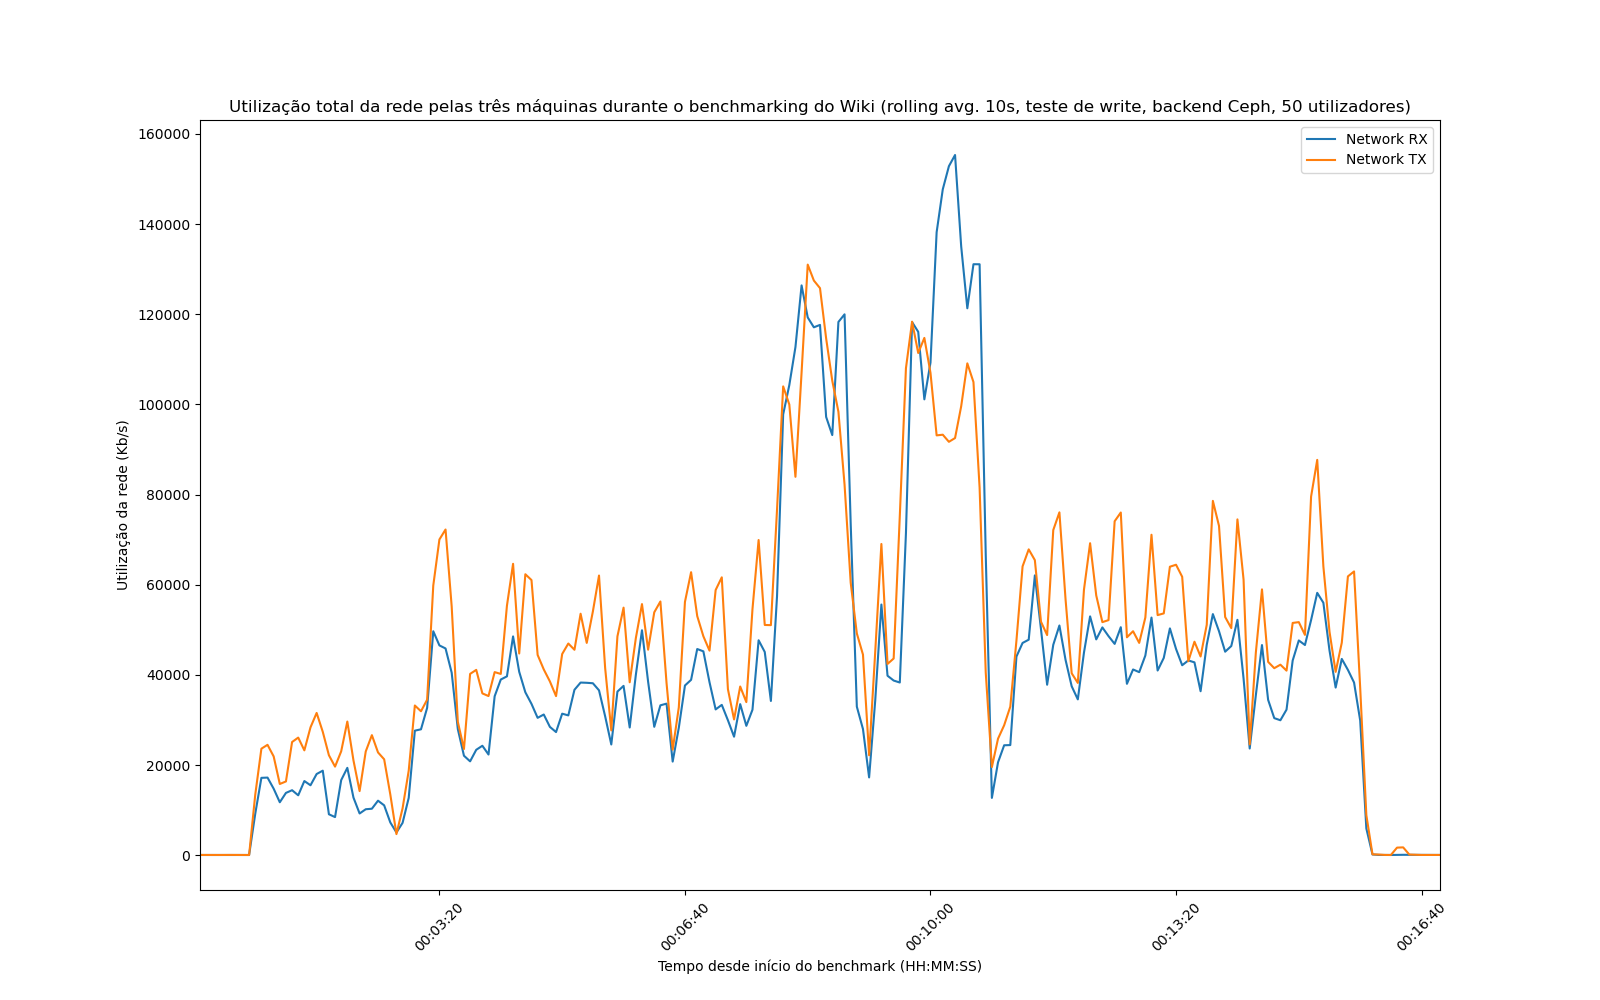 Utilização total da rede pelas três máquinas durante o benchmarking do Wiki (rolling avg. 10s, teste de write, backend Ceph, 50 utilizadores)
Network RX
Network TX
Utilização da rede (Kb/s)
160000
140000
120000
100000
80000
60000
40000
20000
0
00:03:20
00:06:40
00:10:00
00:13:20
00:16:40
Tempo desde início do benchmark (HH:MM:SS)